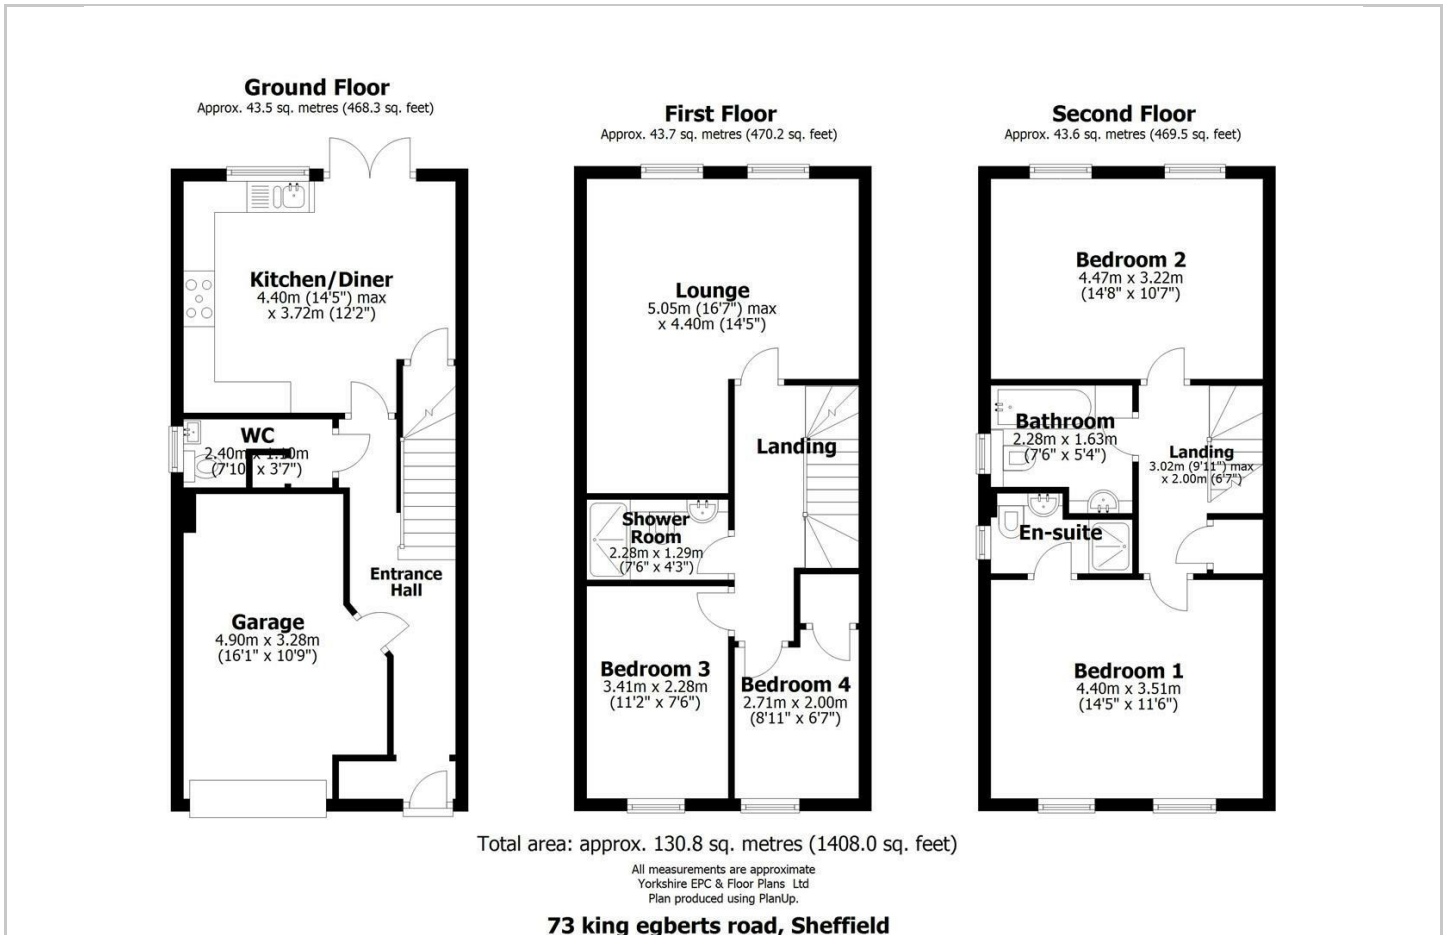 Ground Floor
Approx. 43.5 sq. metres (468.3 sq. feet)
Kitchen/Diner
4.40m (14'5") max
x 3.72m (12'2")
WC
2.40m x 1.10m
(7'10" x 3'7")
Entrance
Hall
Garage
4.90m x 3.28m
(16'1" x 10'9")
First Floor
Approx. 43.7 sq. metres (470.2 sq. feet)
Lounge
5.05m (16'7") max
x 4.40m (14'5")
Landing
Shower
Room
2.28m x 1.29m
(7'6" x 4'3")
Bedroom 3
3.41m x 2.28m
(11'2" x 7'6")
Bedroom 4
2.71m x 2.00m
(8'11" x 6'7")
Second Floor
Approx. 43.6 sq. metres (469.5 sq. feet)
Bedroom 2
4.47m x 3.22m
(14'8" x 10'7")
Bathroom
2.28m x 1.63m
(7'6" x 5'4")
Landing
3.02m (9'11") max
x 2.00m (6'7")
En-suite
Bedroom 1
4.40m x 3.51m
(14'5" x 11'6")
Total area: approx. 130.8 sq. metres (1408.0 sq. feet)
All measurements are approximate
Yorkshire EPC & Floor Plans Ltd
Plan produced using PlanUp.
73 king egberts road, Sheffield